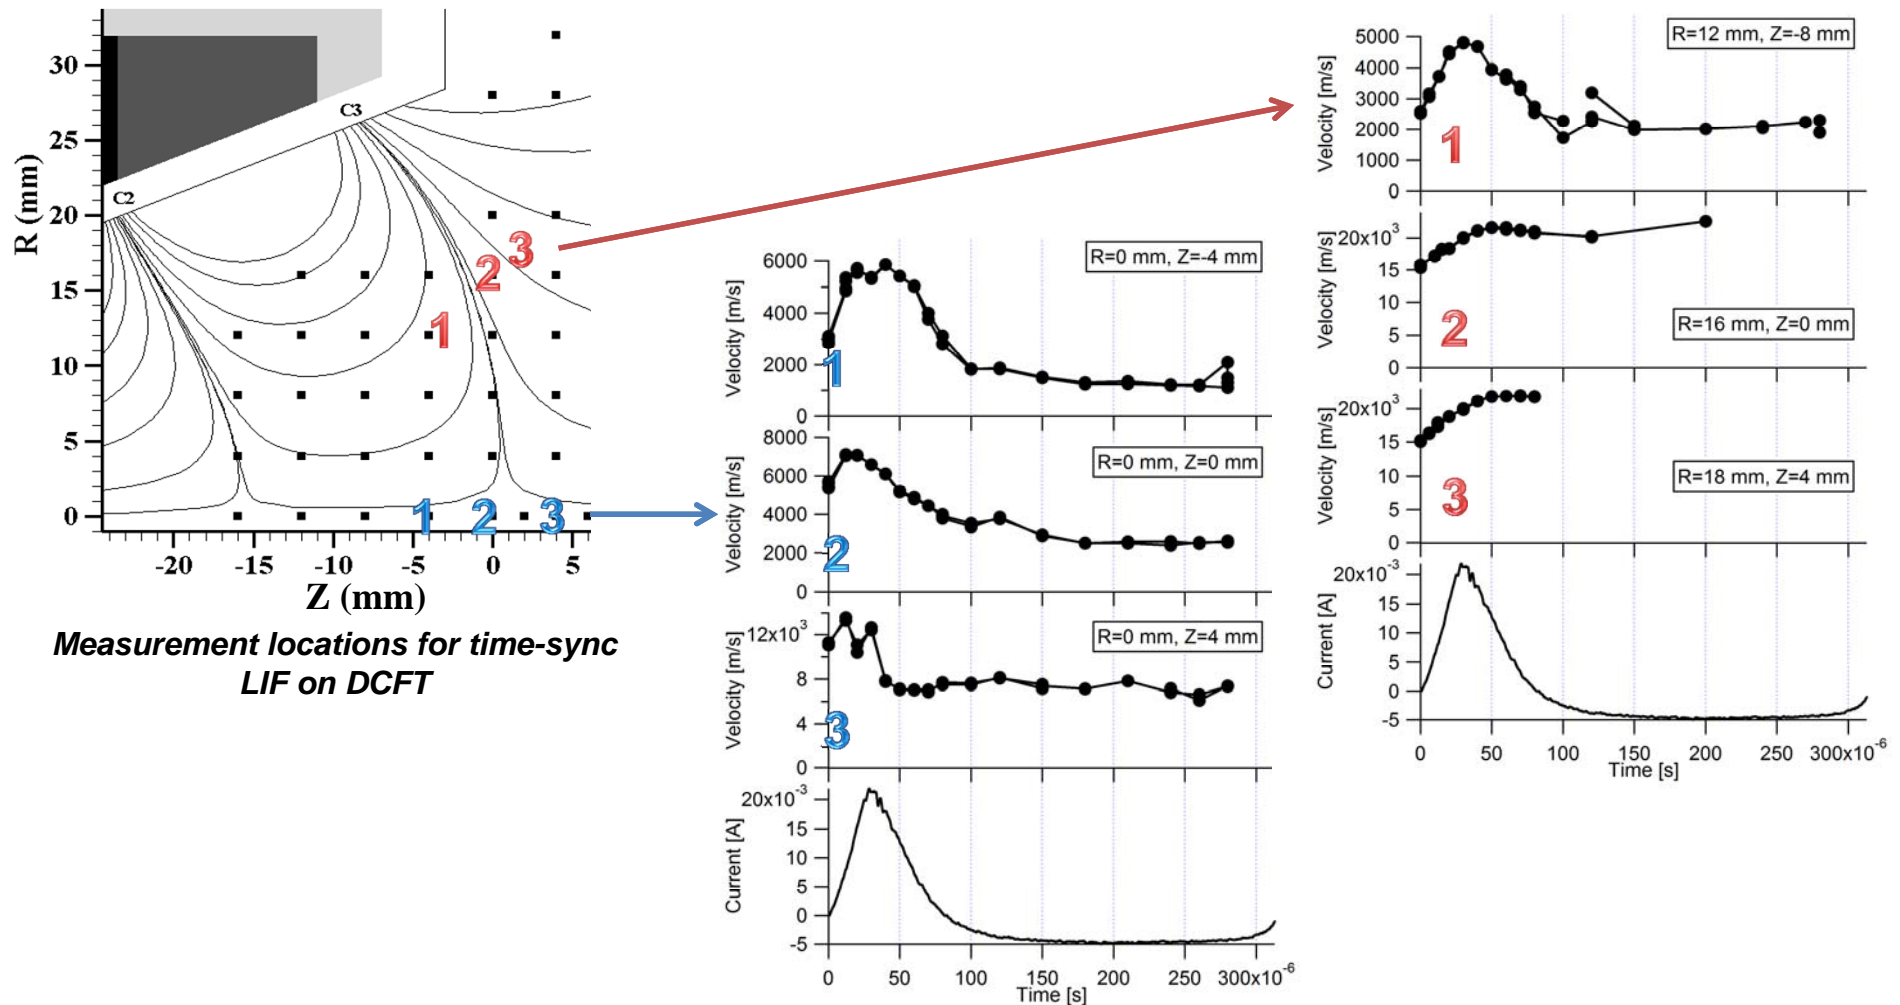 R (mm)
30
25
20
15
10
5
0
C3
C2
1
2
3
1
2
3
-20
-15
-10
-5
0
5
Z (mm)
Measurement locations for time-sync
LIF on DCFT
Velocity [m/s]
6000
4000
2000
0
R=0 mm, Z=-4 mm
1
Velocity [m/s]
8000
6000
4000
2000
0
R=0 mm, Z=0 mm
2
Velocity [m/s]
12x10³
8
4
0
R=0 mm, Z=4 mm
3
Current [A]
20x10⁻³
15
10
5
0
-5
0
50
100
150
200
250
300x10⁻⁶
Time [s]
Velocity [m/s]
5000
4000
3000
2000
1000
0
R=12 mm, Z=-8 mm
1
Velocity [m/s]
20x10³
15
10
5
0
R=16 mm, Z=0 mm
2
Velocity [m/s]
20x10³
15
10
5
0
R=18 mm, Z=4 mm
3
Current [A]
20x10⁻³
15
10
5
0
-5
0
50
100
150
200
250
300x10⁻⁶
Time [s]